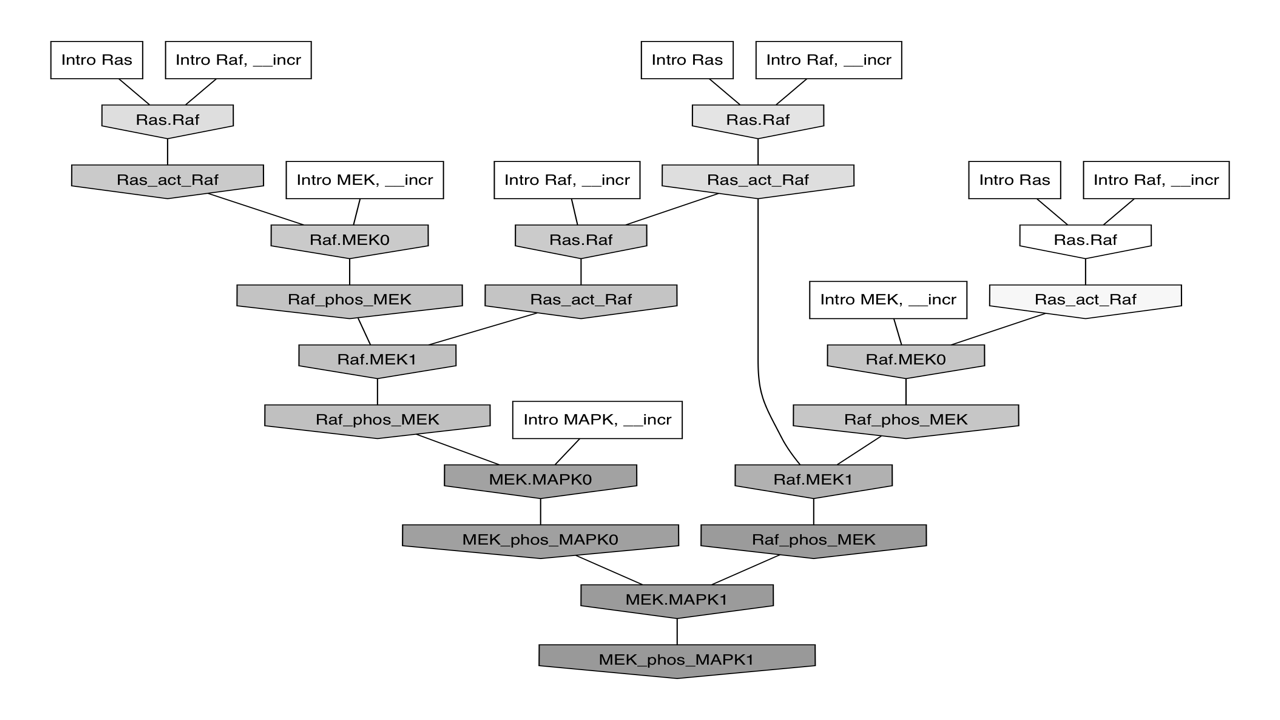 Intro Ras
Intro Raf, __incr
Intro Ras
Intro Raf, __incr
Ras.Raf
Ras.Raf
Ras_act_Raf
Intro MEK, __incr
Intro Raf, __incr
Ras_act_Raf
Intro Ras
Intro Raf, __incr
Raf.MEK0
Ras.Raf
Ras.Raf
Raf_phos_MEK
Ras_act_Raf
Intro MEK, __incr
Ras_act_Raf
Raf.MEK1
Raf.MEK0
Raf_phos_MEK
Intro MAPK, __incr
Raf_phos_MEK
MEK.MAPK0
Raf.MEK1
MEK_phos_MAPK0
Raf_phos_MEK
MEK.MAPK1
MEK_phos_MAPK1